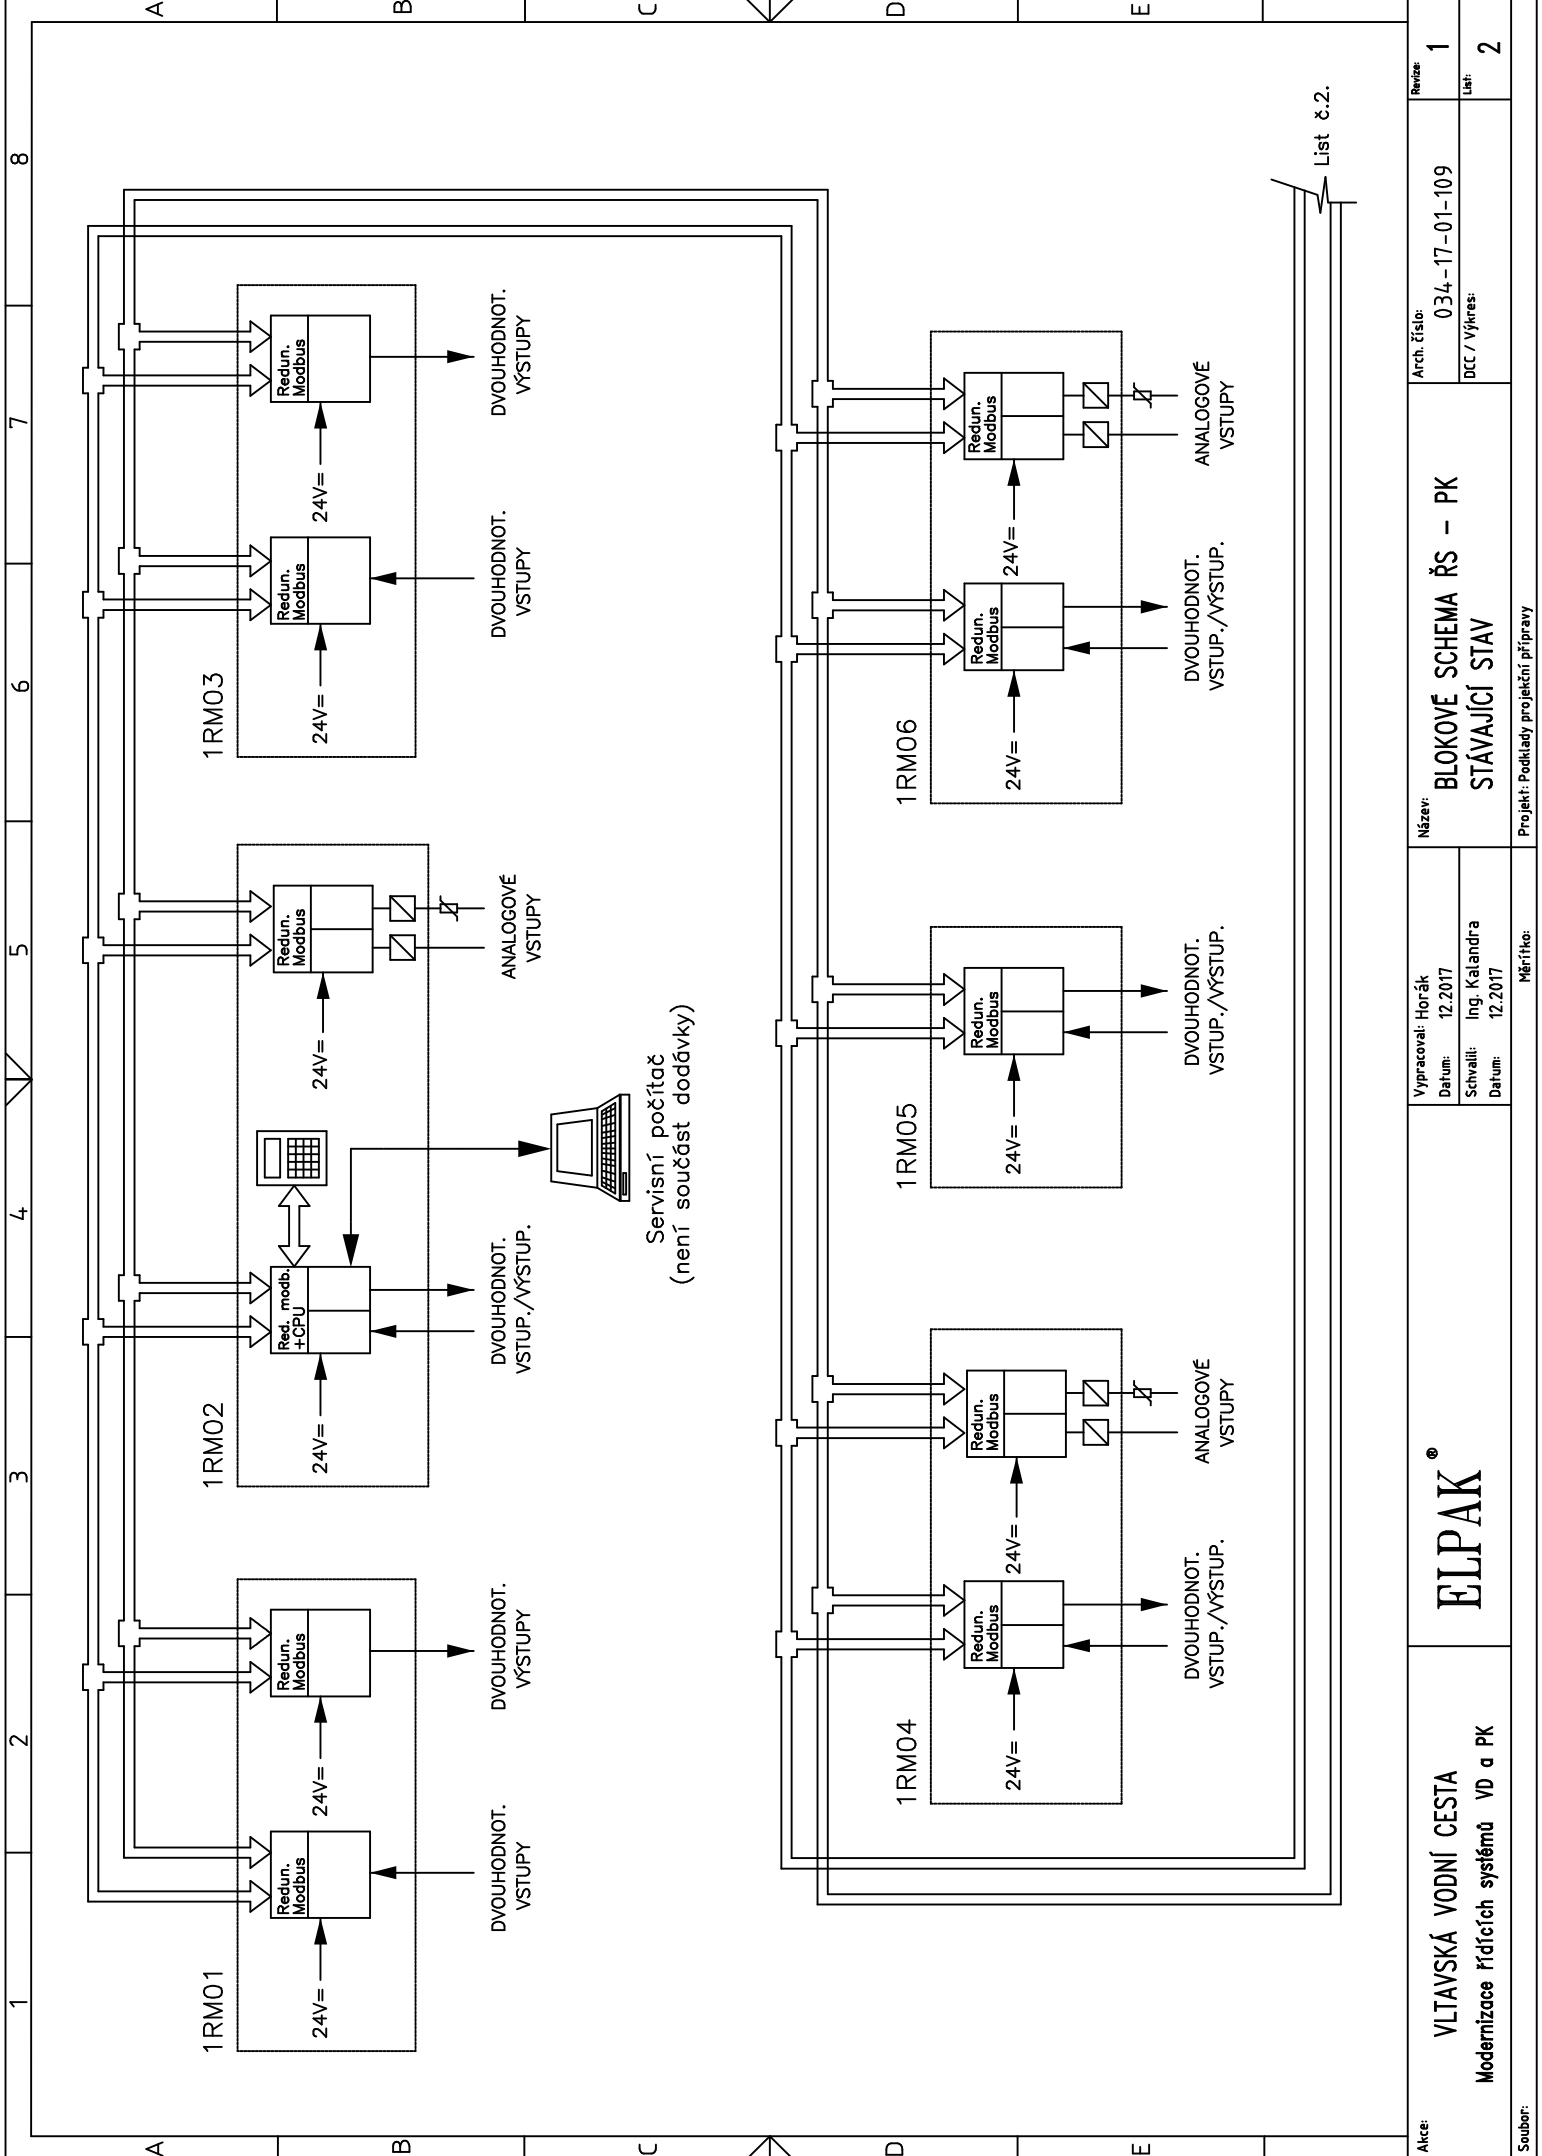 1 2 3 4 5 6 7 8
A
B
C
D
E
A
B
C
D
E
1RM01
24V=
Redun.
Modbus
DVOUHODNOT.
VSTUPY
24V=
Redun.
Modbus
DVOUHODNOT.
VÝSTUPY
1RM02
24V=
Red. modb.
+CPU
DVOUHODNOT.
VSTUP./VÝSTUP.
Servisní počítač
(není součást dodávky)
24V=
Redun.
Modbus
ANALOGOVÉ
VSTUPY
1RM03
24V=
Redun.
Modbus
DVOUHODNOT.
VSTUPY
24V=
Redun.
Modbus
DVOUHODNOT.
VÝSTUPY
1RM04
24V=
Redun.
Modbus
DVOUHODNOT.
VSTUP./VÝSTUP.
24V=
Redun.
Modbus
ANALOGOVÉ
VSTUPY
1RM05
24V=
Redun.
Modbus
DVOUHODNOT.
VSTUP./VÝSTUP.
1RM06
24V=
Redun.
Modbus
DVOUHODNOT.
VSTUP./VÝSTUP.
24V=
Redun.
Modbus
ANALOGOVÉ
VSTUPY
List č.2.
Akce:
VLTAVSKÁ VODNÍ CESTA
Modernizace řídících systémů VD a PK
Soubor:
ELPAK®
Vypracoval: Horák
Datum: 12.2017
Schvalil: Ing. Kalandra
Datum: 12.2017
Měřítko:
Název:
BLOKOVÉ SCHEMA ŘS - PK
STÁVAJÍCÍ STAV
Projekt: Podklady projekční přípravy
Arch. číslo:
034-17-01-109
DCC / Výkres:
Revize: 1
List: 2